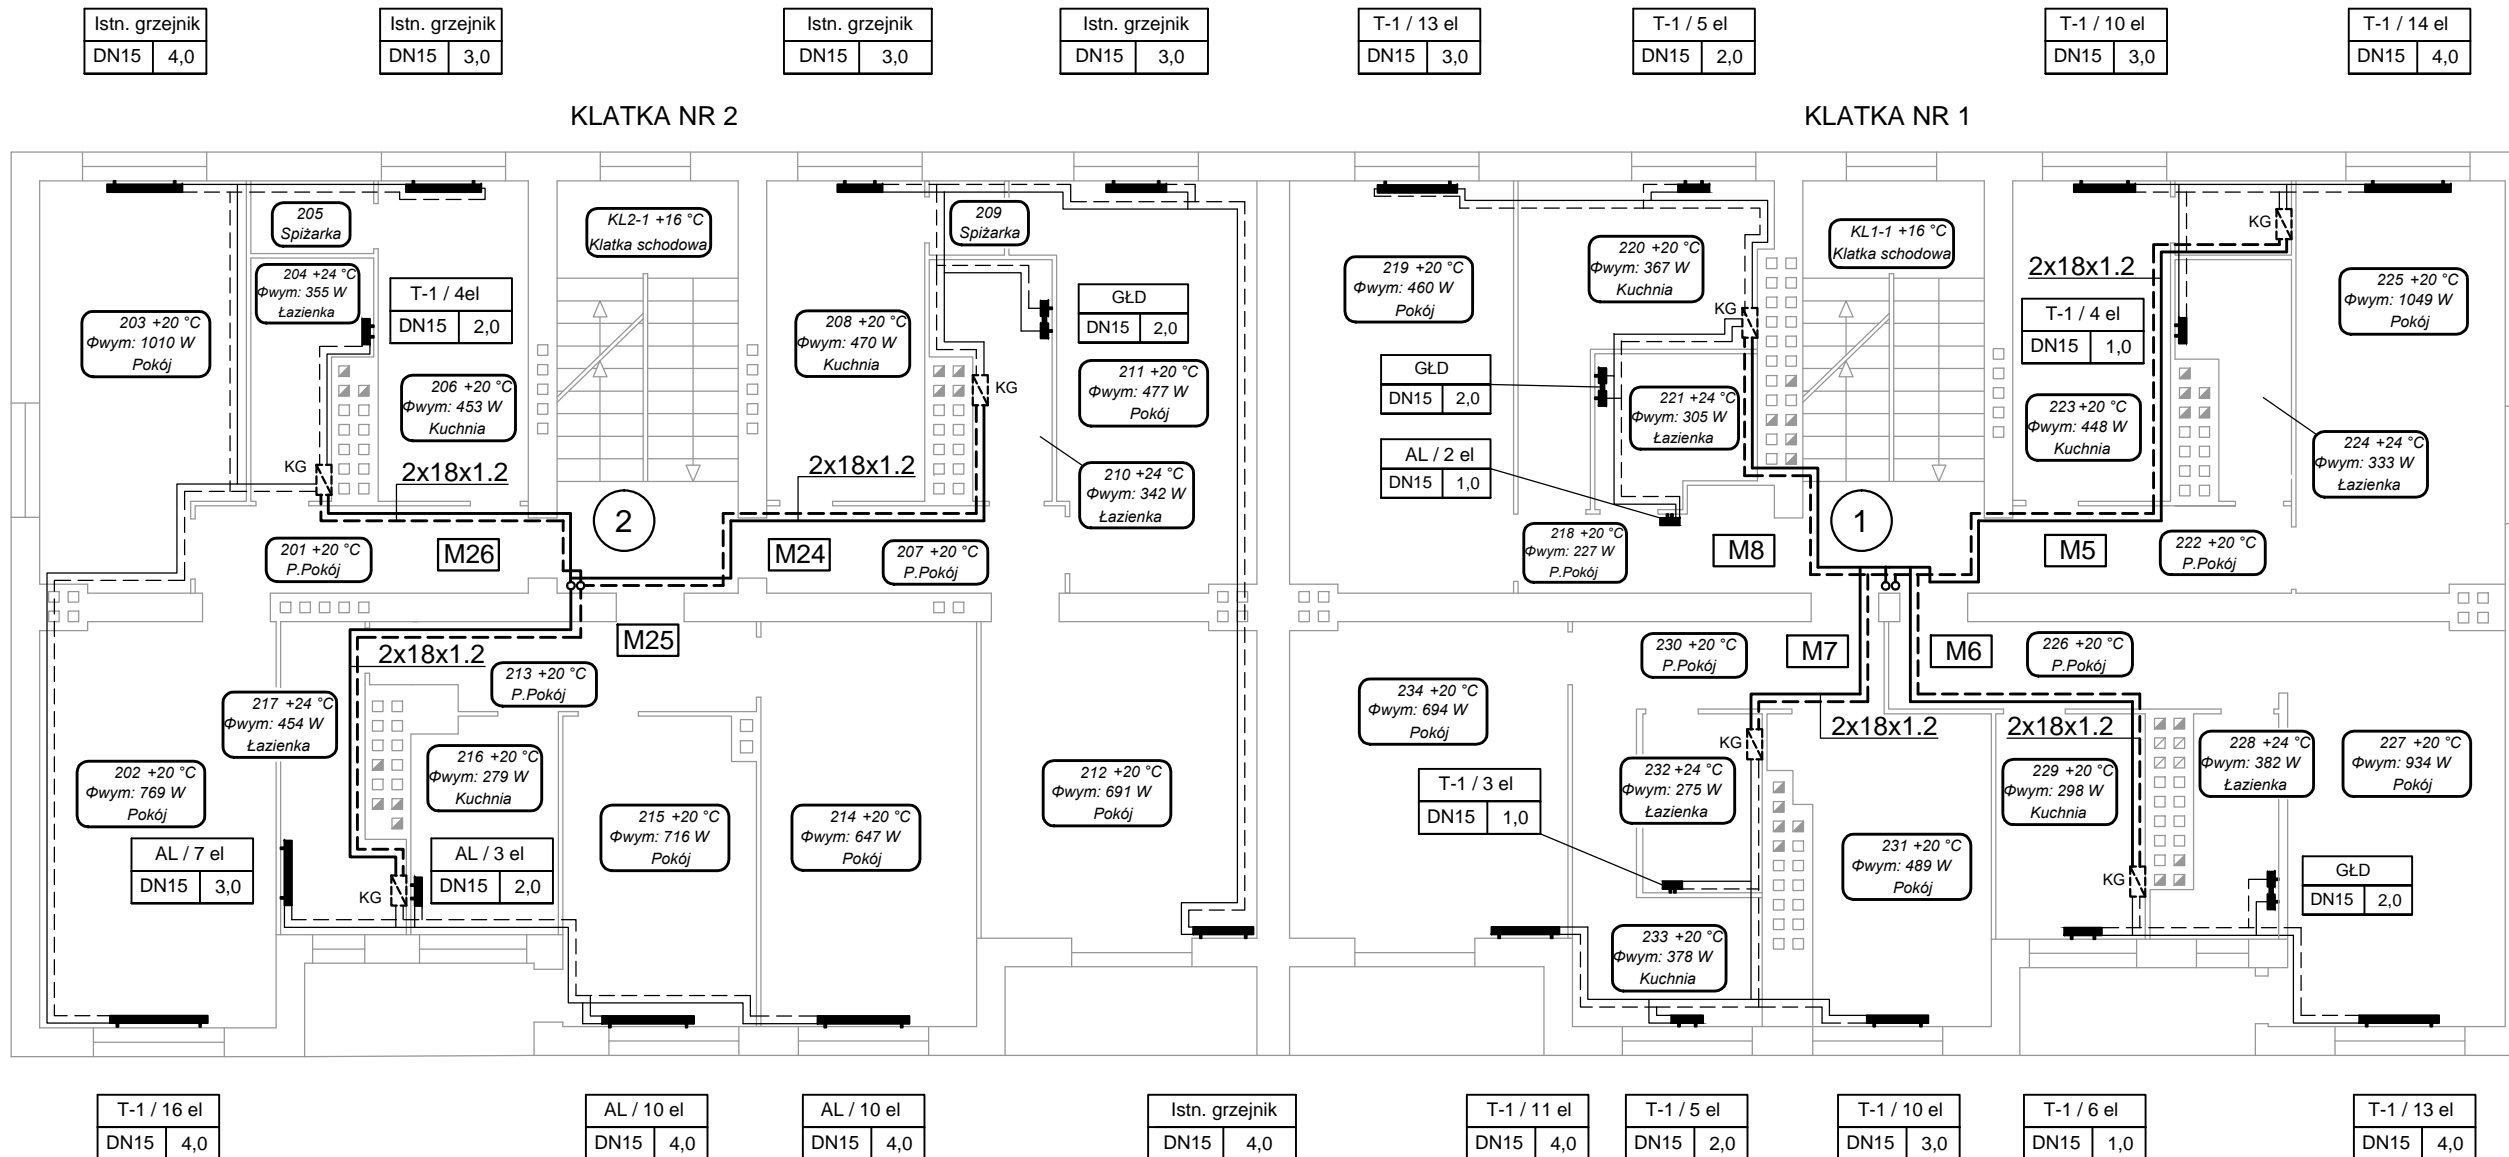 Istn. grzejnik
DN15 4,0
Istn. grzejnik
DN15 3,0
Istn. grzejnik
DN15 3,0
Istn. grzejnik
DN15 3,0
T-1 / 13 el
DN15 3,0
T-1 / 5 el
DN15 2,0
T-1 / 10 el
DN15 3,0
T-1 / 14 el
DN15 4,0
KLATKA NR 2
KLATKA NR 1
205
Spiżarka
KL2-1 +16 °C
Klatka schodowa
209
Spiżarka
220 +20 °C
Φwym: 367 W
Kuchnia
KL1-1 +16 °C
Klatka schodowa
KG
204 +24 °C
Φwym: 355 W
Łazienka
T-1 / 4el
DN15 2,0
GŁD
DN15 2,0
219 +20 °C
Φwym: 460 W
Pokój
2x18x1.2
225 +20 °C
Φwym: 1049 W
Pokój
203 +20 °C
Φwym: 1010 W
Pokój
208 +20 °C
Φwym: 470 W
Kuchnia
KG
T-1 / 4 el
DN15 1,0
206 +20 °C
Φwym: 453 W
Kuchnia
KG
211 +20 °C
Φwym: 477 W
Pokój
GŁD
DN15 2,0
221 +24 °C
Φwym: 305 W
Łazienka
223 +20 °C
Φwym: 448 W
Kuchnia
KG
2x18x1.2
2x18x1.2
210 +24 °C
Φwym: 342 W
Łazienka
AL / 2 el
DN15 1,0
224 +24 °C
Φwym: 333 W
Łazienka
2
1
201 +20 °C
P.Pokój
M26
M24
207 +20 °C
P.Pokój
218 +20 °C
Φwym: 227 W
P.Pokój
M8
M5
222 +20 °C
P.Pokój
M25
2x18x1.2
213 +20 °C
P.Pokój
230 +20 °C
P.Pokój
M7
M6
226 +20 °C
P.Pokój
217 +24 °C
Φwym: 454 W
Łazienka
234 +20 °C
Φwym: 694 W
Pokój
2x18x1.2
2x18x1.2
KG
202 +20 °C
Φwym: 769 W
Pokój
216 +20 °C
Φwym: 279 W
Kuchnia
212 +20 °C
Φwym: 691 W
Pokój
T-1 / 3 el
DN15 1,0
232 +24 °C
Φwym: 275 W
Łazienka
229 +20 °C
Φwym: 298 W
Kuchnia
228 +24 °C
Φwym: 382 W
Łazienka
227 +20 °C
Φwym: 934 W
Pokój
215 +20 °C
Φwym: 716 W
Pokój
214 +20 °C
Φwym: 647 W
Pokój
231 +20 °C
Φwym: 489 W
Pokój
AL / 7 el
DN15 3,0
KG
AL / 3 el
DN15 2,0
KG
GŁD
DN15 2,0
233 +20 °C
Φwym: 378 W
Kuchnia
T-1 / 16 el
DN15 4,0
AL / 10 el
DN15 4,0
AL / 10 el
DN15 4,0
Istn. grzejnik
DN15 4,0
T-1 / 11 el
DN15 4,0
T-1 / 5 el
DN15 2,0
T-1 / 10 el
DN15 3,0
T-1 / 6 el
DN15 1,0
T-1 / 13 el
DN15 4,0